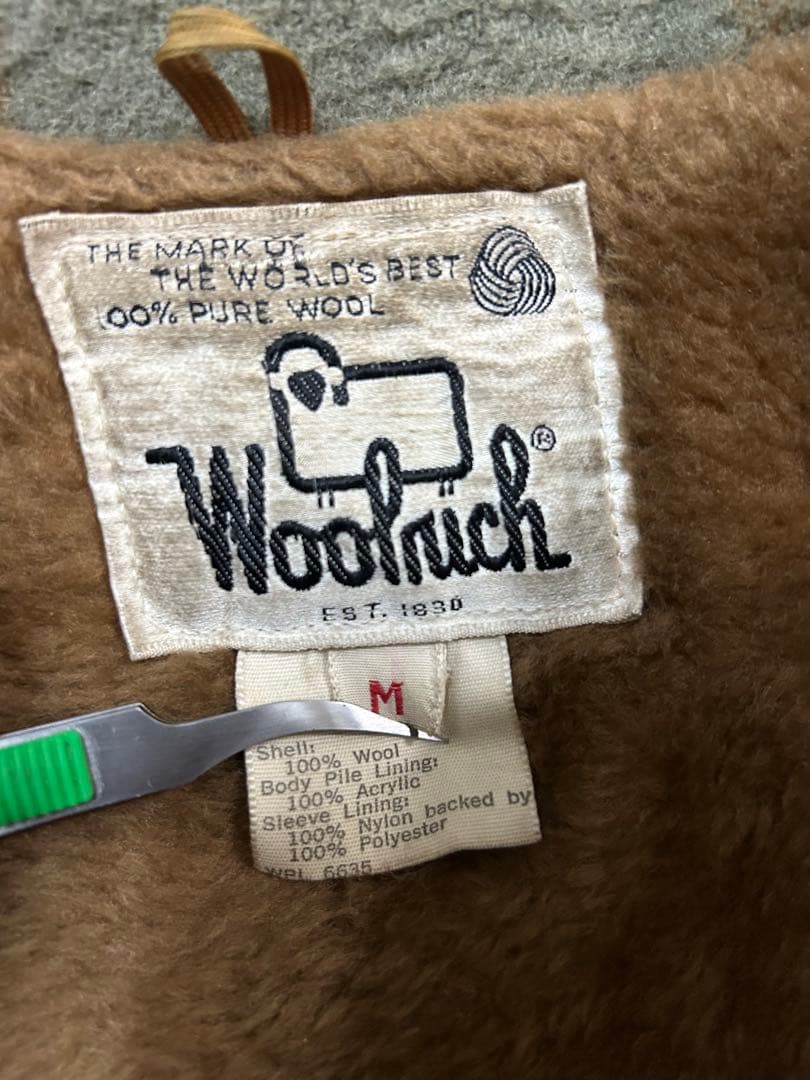 THE MARK OF
THE WORLD'S BEST
100% PURE WOOL
Woolrich®
EST. 1830
M
Shell:
100% Wool
Body Pile Lining:
100% Acrylic
Sleeve Lining:
100% Nylon backed by
100% Polyester
WPL 6635